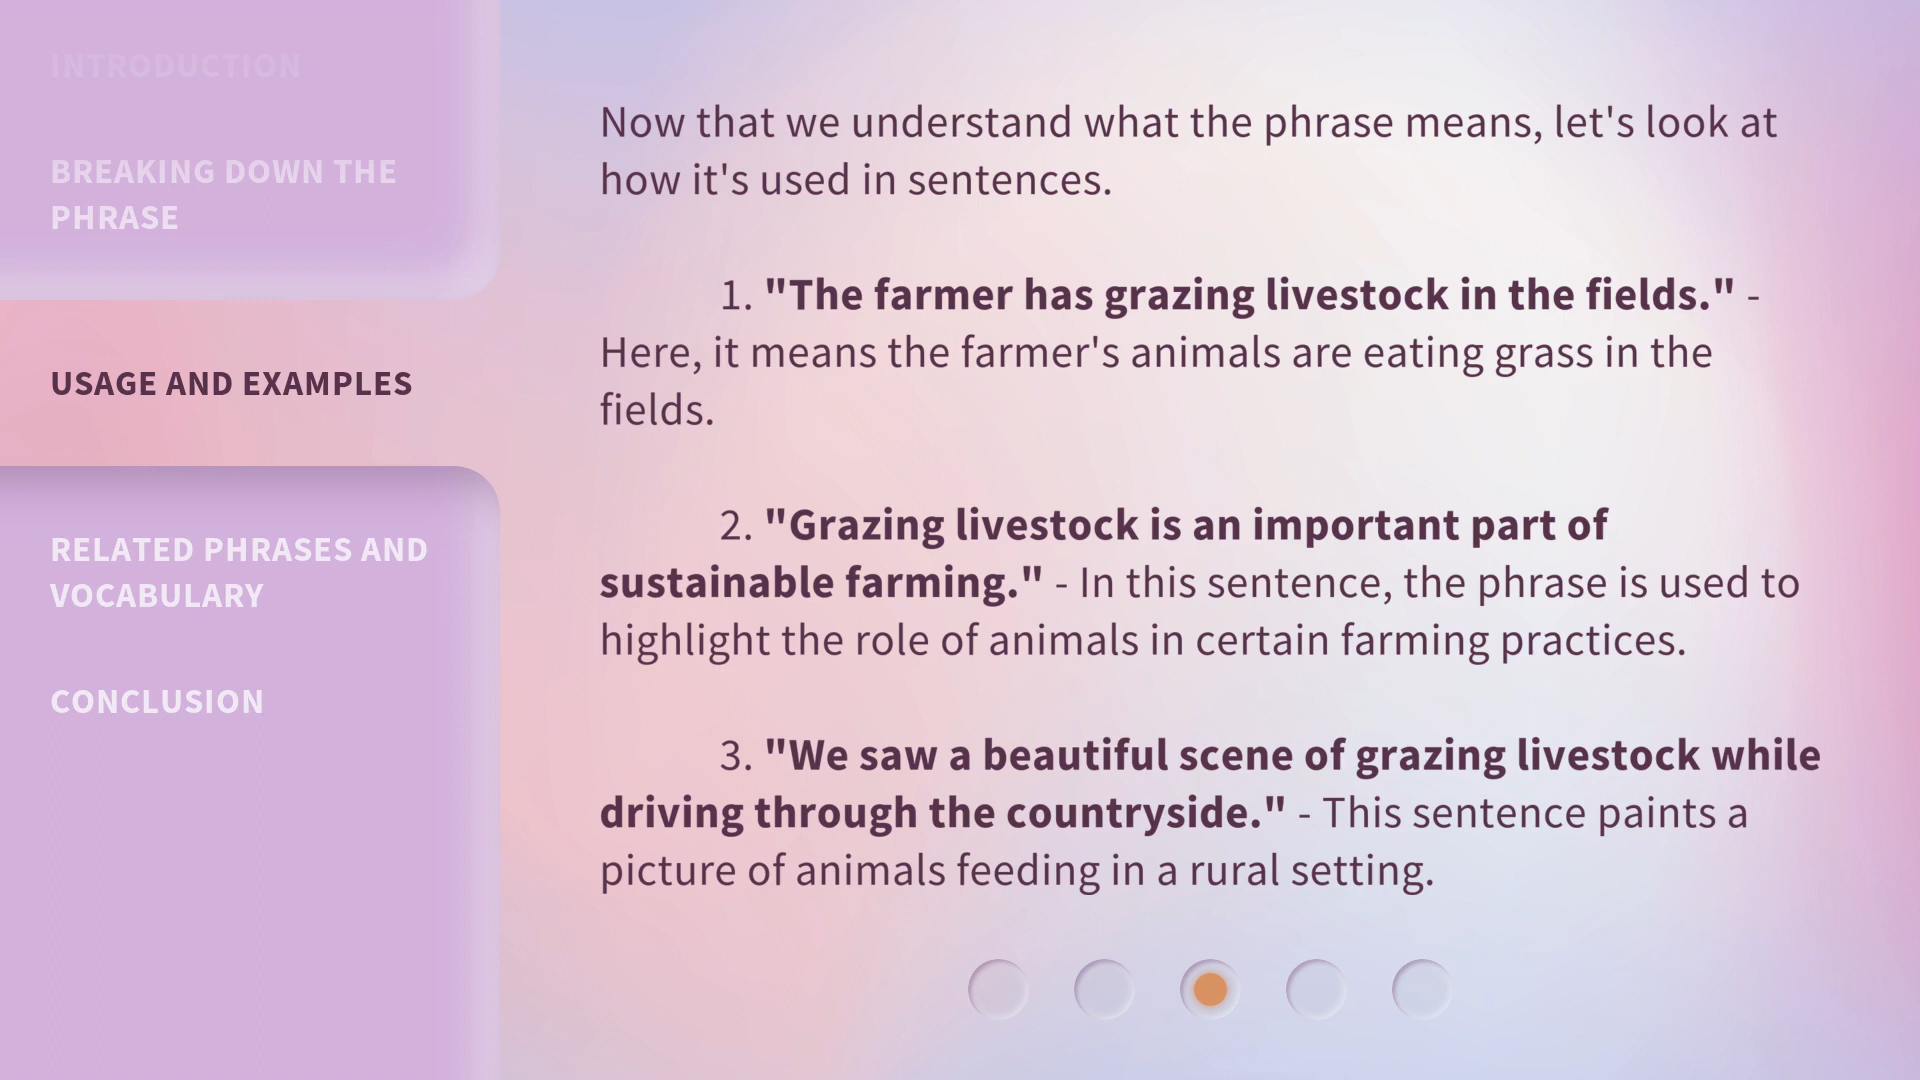 INTRODUCTION
BREAKING DOWN THE
PHRASE
USAGE AND EXAMPLES
RELATED PHRASES AND
VOCABULARY
CONCLUSION
Now that we understand what the phrase means, let's look at
how it's used in sentences.
1. "The farmer has grazing livestock in the fields." -
Here, it means the farmer's animals are eating grass in the
fields.
2. "Grazing livestock is an important part of
sustainable farming." - In this sentence, the phrase is used to
highlight the role of animals in certain farming practices.
3. "We saw a beautiful scene of grazing livestock while
driving through the countryside." - This sentence paints a
picture of animals feeding in a rural setting.